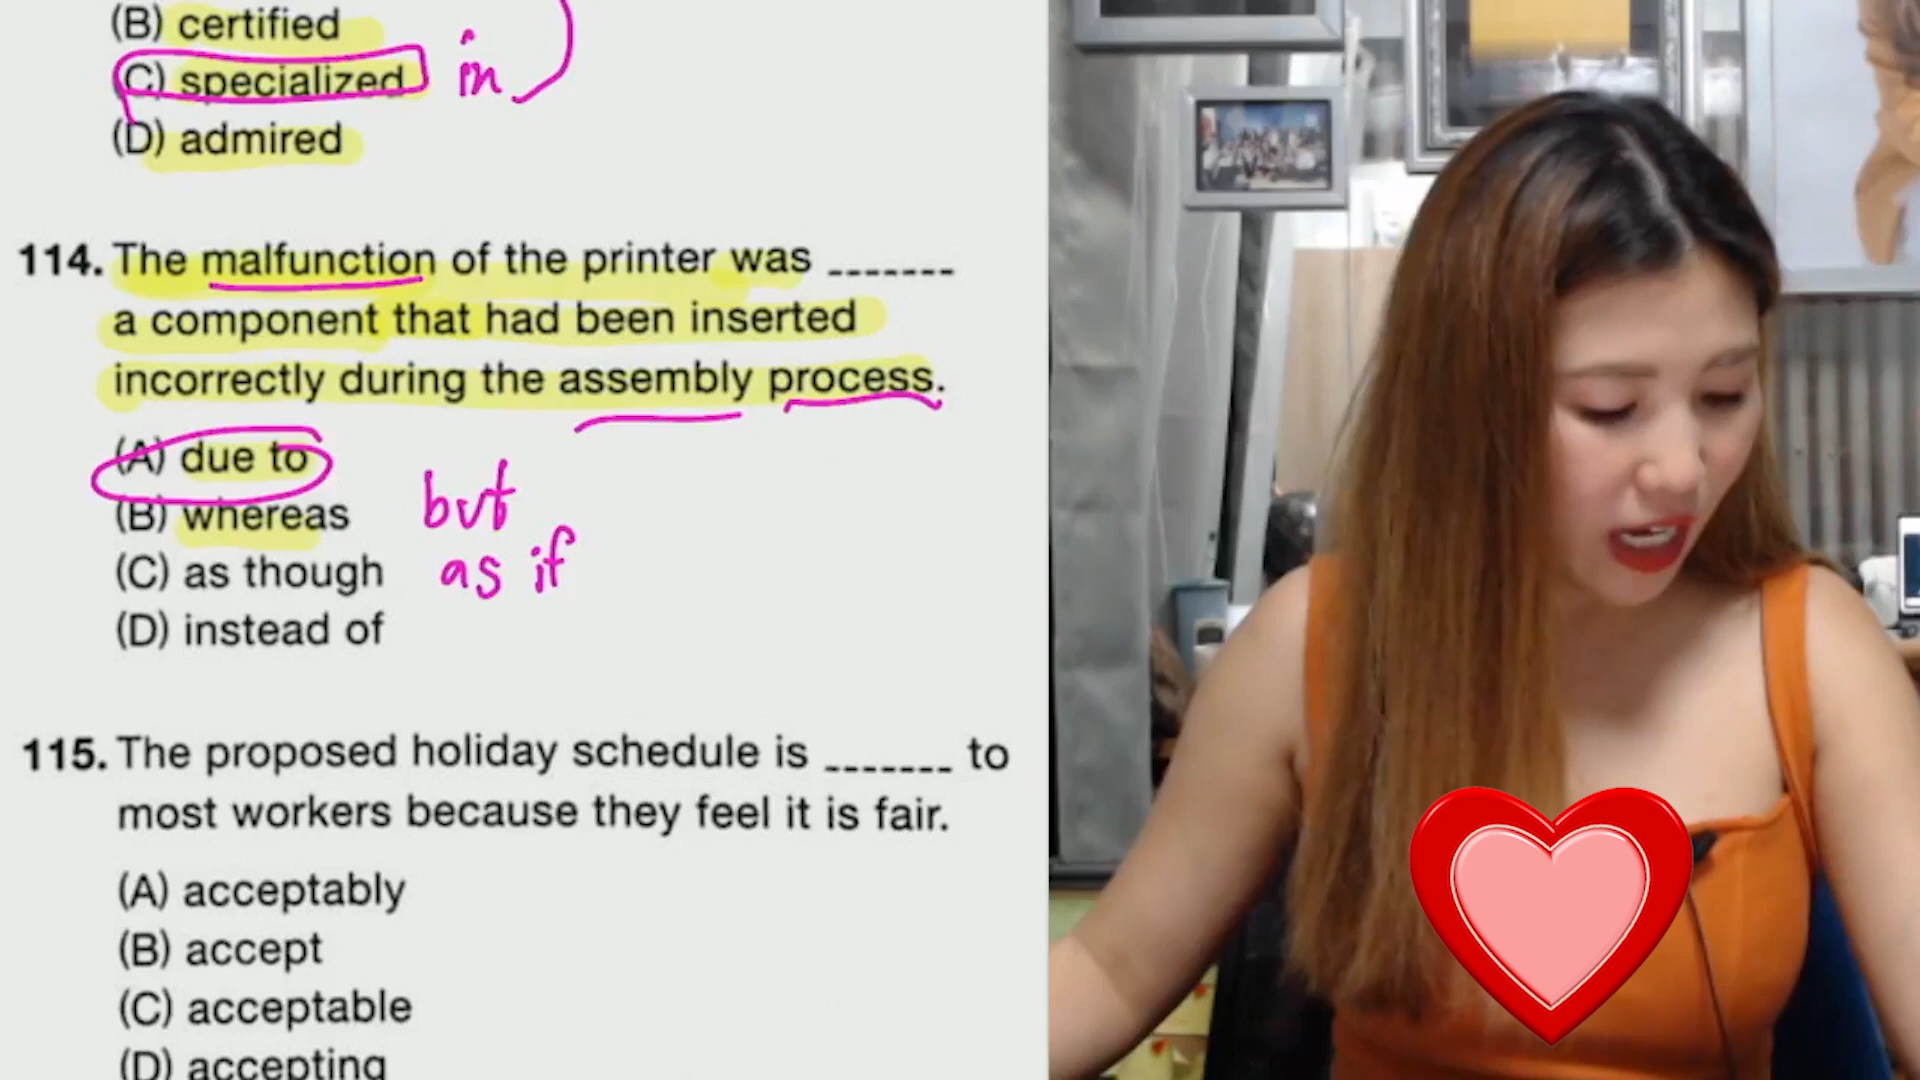 (B) certified
(C) specialized in
(D) admired
114. The malfunction of the printer was -------
a component that had been inserted
incorrectly during the assembly process.
(A) due to
(B) whereas but
(C) as though as if
(D) instead of
115. The proposed holiday schedule is ------- to
most workers because they feel it is fair.
(A) acceptably
(B) accept
(C) acceptable
(D) accepting